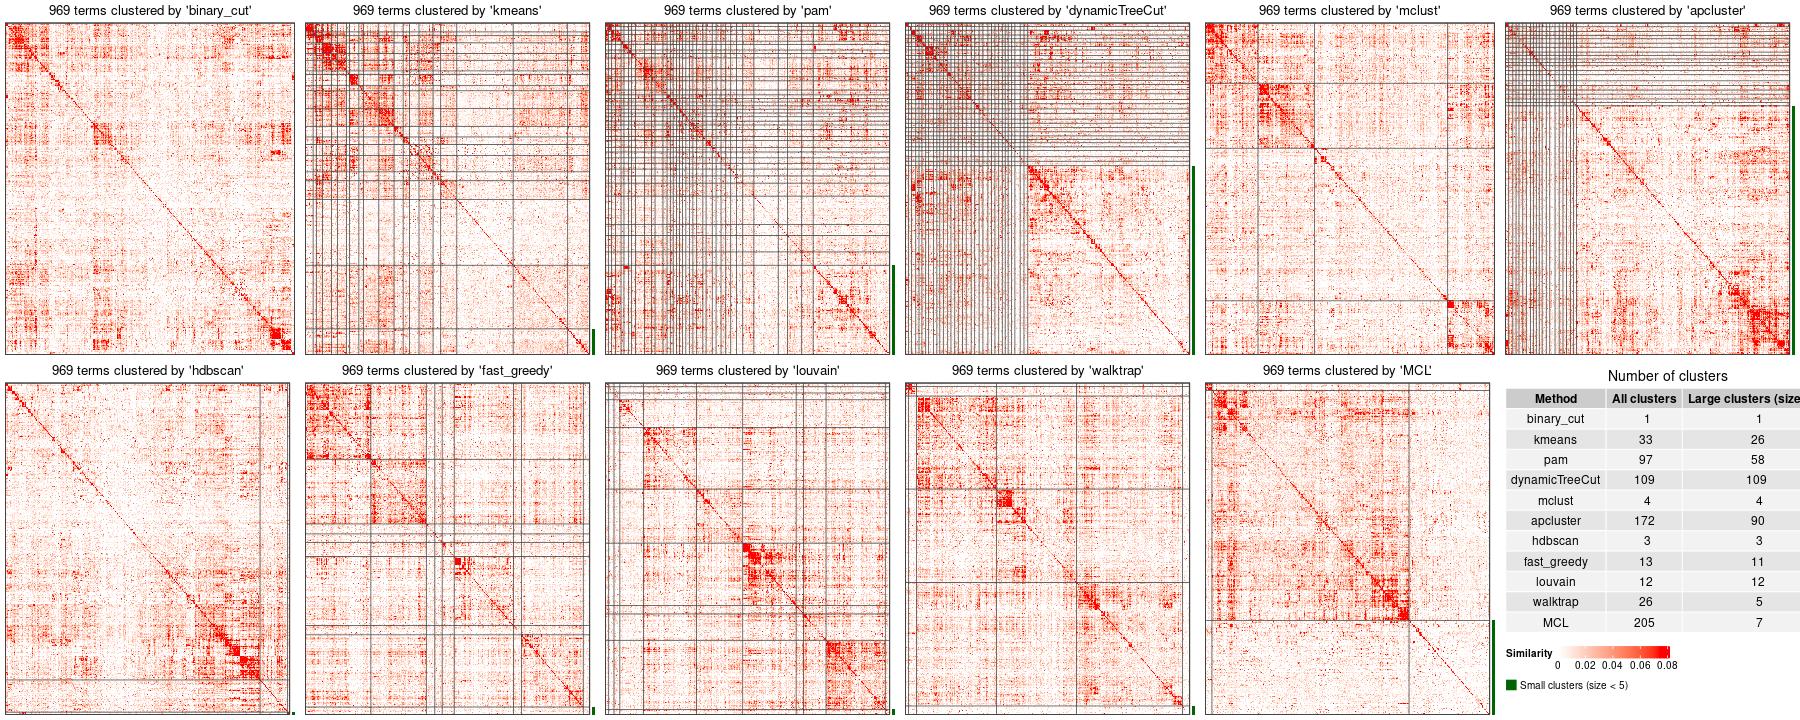 969 terms clustered by 'binary_cut'
969 terms clustered by 'kmeans'
969 terms clustered by 'pam'
969 terms clustered by 'dynamicTreeCut'
969 terms clustered by 'mclust'
969 terms clustered by 'apcluster'
969 terms clustered by 'hdbscan'
969 terms clustered by 'fast_greedy'
969 terms clustered by 'louvain'
969 terms clustered by 'walktrap'
969 terms clustered by 'MCL'
Number of clusters
Method All clusters Large clusters (size
binary_cut 1 1
kmeans 33 26
pam 97 58
dynamicTreeCut 109 109
mclust 4 4
apcluster 172 90
hdbscan 3 3
fast_greedy 13 11
louvain 12 12
walktrap 26 5
MCL 205 7
Similarity
0 0.02 0.04 0.06 0.08
Small clusters (size < 5)